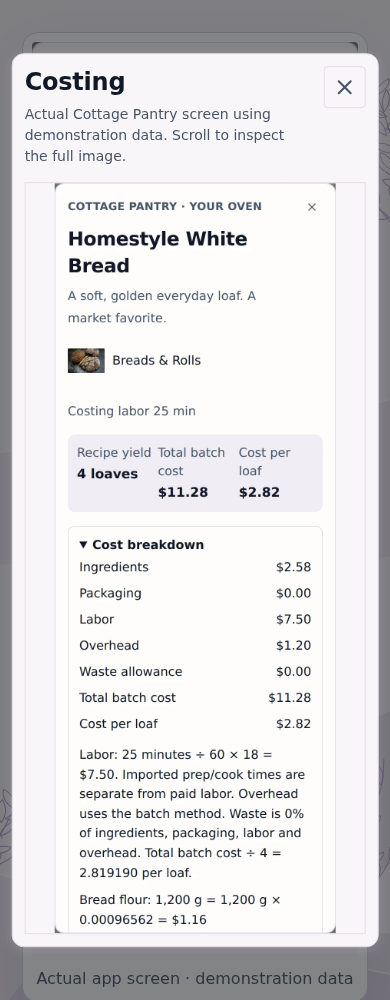 Costing
Actual Cottage Pantry screen using
demonstration data. Scroll to inspect
the full image.
COTTAGE PANTRY · YOUR OVEN
×
Homestyle White
Bread
A soft, golden everyday loaf. A
market favorite.
Breads & Rolls
Costing labor 25 min
Recipe yield
4 loaves
Total batch
cost
$11.28
Cost per
loaf
$2.82
▼ Cost breakdown
Ingredients $2.58
Packaging $0.00
Labor $7.50
Overhead $1.20
Waste allowance $0.00
Total batch cost $11.28
Cost per loaf $2.82
Labor: 25 minutes ÷ 60 × 18 =
$7.50. Imported prep/cook times are
separate from paid labor. Overhead
uses the batch method. Waste is 0%
of ingredients, packaging, labor and
overhead. Total batch cost ÷ 4 =
2.819190 per loaf.
Bread flour: 1,200 g = 1,200 g ×
0.00096562 = $1.16
Actual app screen · demonstration data